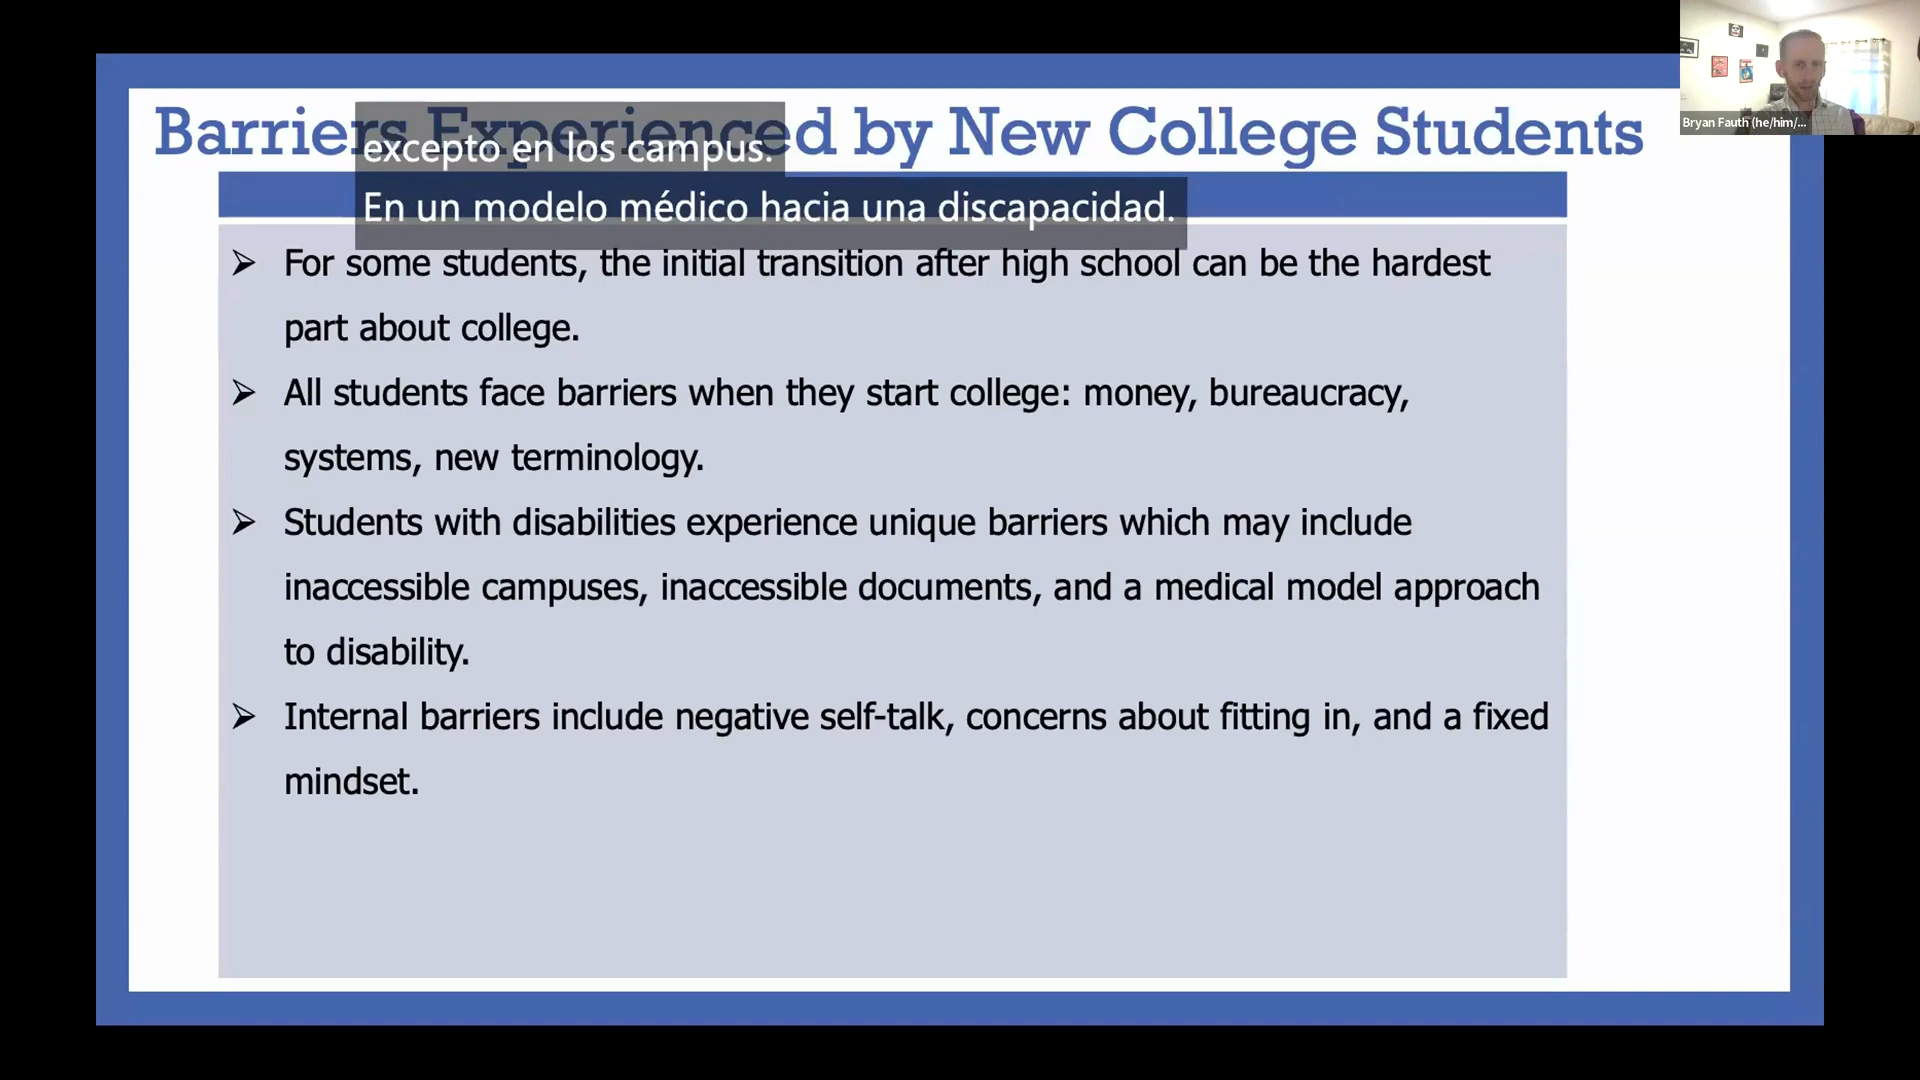 Barriers Experienced by New College Students
excepto en los campus.
En un modelo médico hacia una discapacidad.
➢ For some students, the initial transition after high school can be the hardest
part about college.
➢ All students face barriers when they start college: money, bureaucracy,
systems, new terminology.
➢ Students with disabilities experience unique barriers which may include
inaccessible campuses, inaccessible documents, and a medical model approach
to disability.
➢ Internal barriers include negative self-talk, concerns about fitting in, and a fixed
mindset.
Bryan Fauth (he/him/...